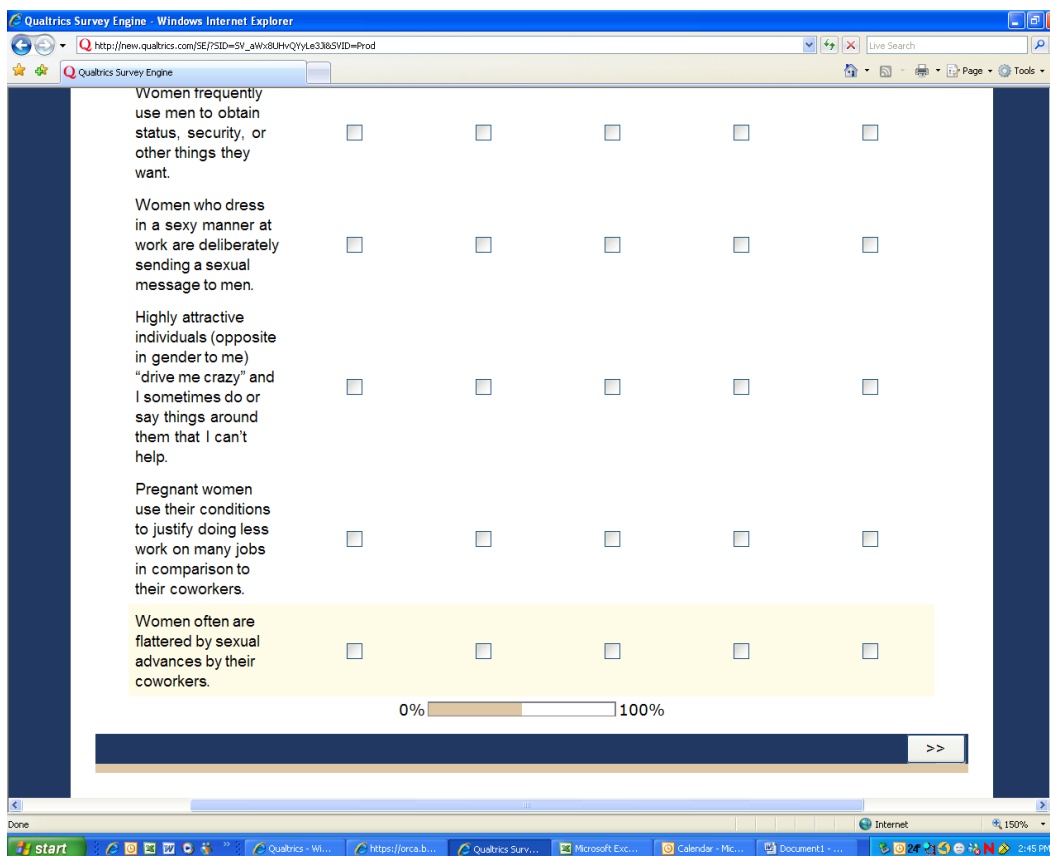 Qualtrics Survey Engine - Windows Internet Explorer
Q http://new.qualtrics.com/SE/?SID=SV_aWx8UHvQYyLe3Ji&SVID=Prod
Live Search
Q Qualtrics Survey Engine
Page
Tools
Women frequently
use men to obtain
status, security, or
other things they
want.
Women who dress
in a sexy manner at
work are deliberately
sending a sexual
message to men.
Highly attractive
individuals (opposite
in gender to me)
“drive me crazy” and
I sometimes do or
say things around
them that I can’t
help.
Pregnant women
use their conditions
to justify doing less
work on many jobs
in comparison to
their coworkers.
Women often are
flattered by sexual
advances by their
coworkers.
0% 100%
>>
Done Internet 150%
start Qualtrics - Wi... https://orca.b... Qualtrics Surv... Microsoft Exc... Calendar - Mic... Document1 - ... 24° 2:45 PM